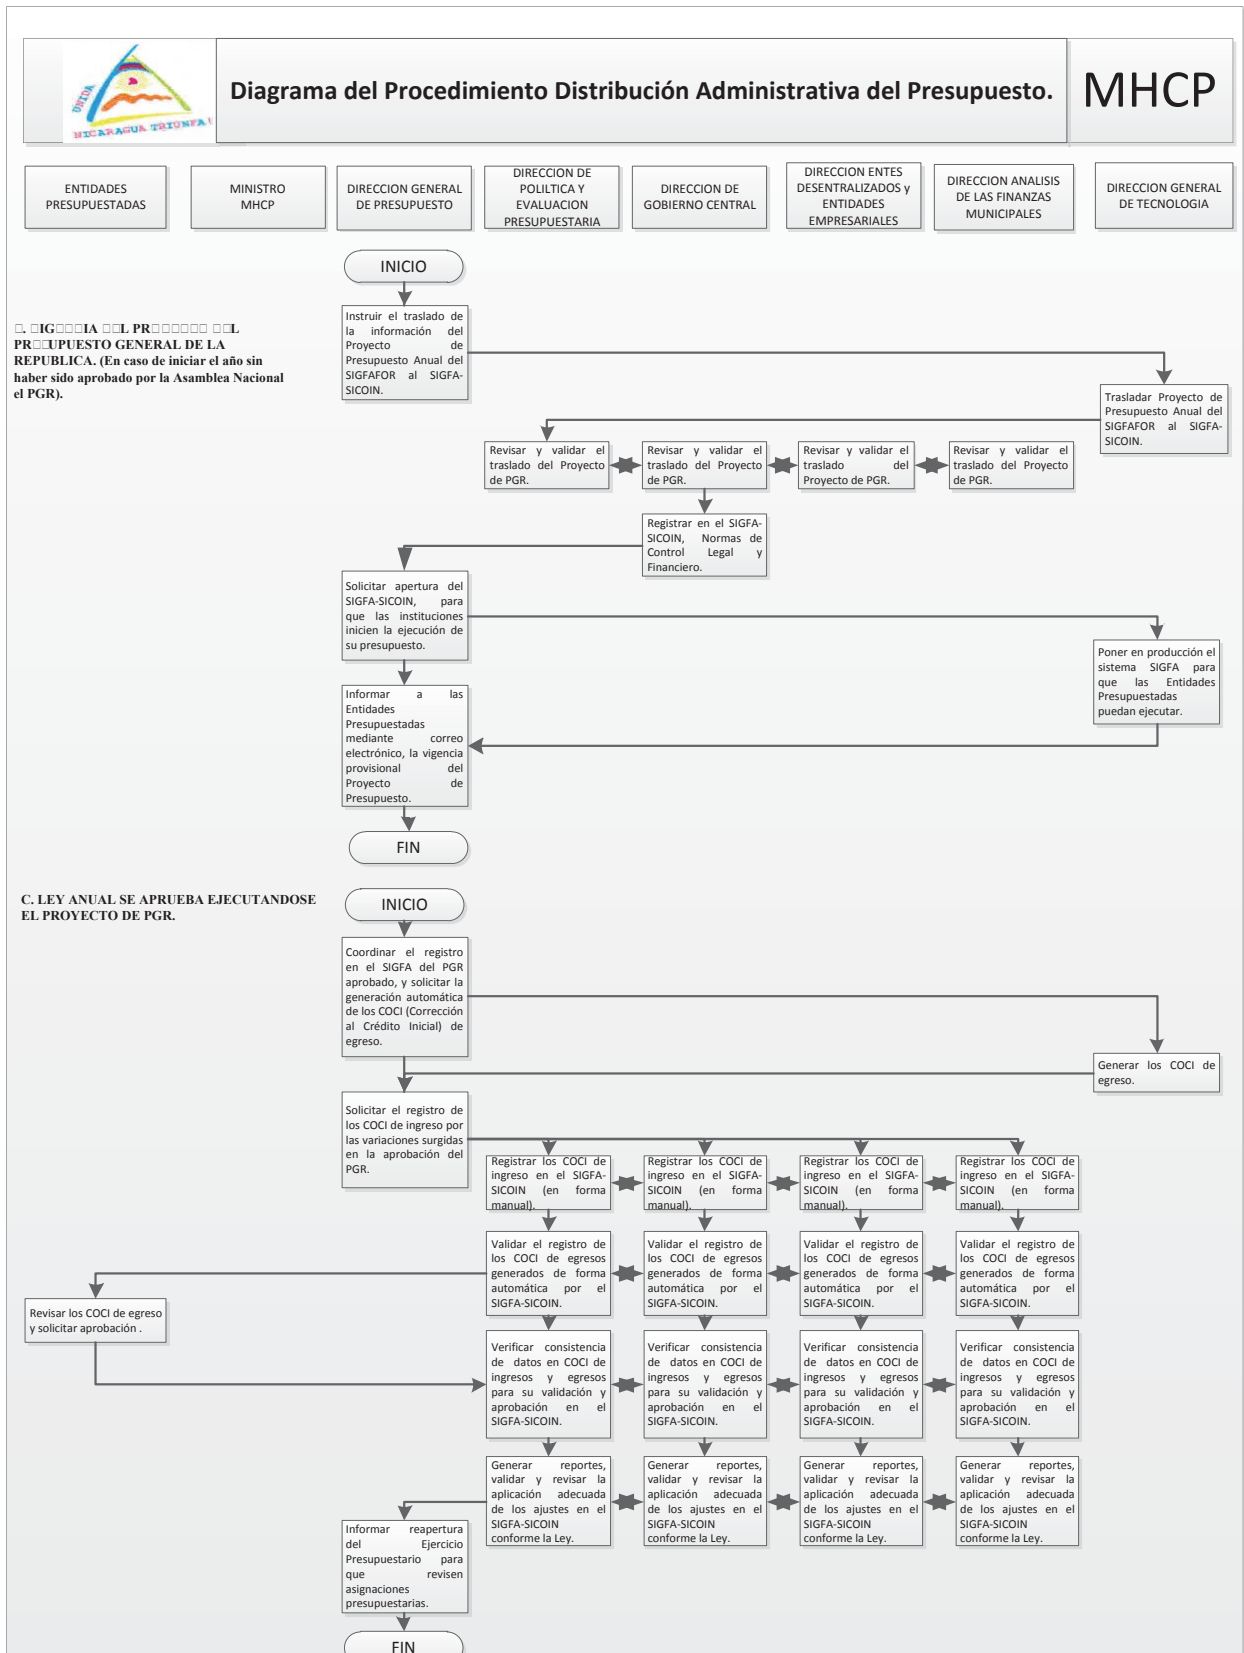 UNIDA
NICARAGUA TRIUNFA!
Diagrama del Procedimiento Distribución Administrativa del Presupuesto.
MHCP
ENTIDADES
PRESUPUESTADAS
MINISTRO
MHCP
DIRECCION GENERAL
DE PRESUPUESTO
DIRECCION DE
POLILTICA Y
EVALUACION
PRESUPUESTARIA
DIRECCION DE
GOBIERNO CENTRAL
DIRECCION ENTES
DESENTRALIZADOS y
ENTIDADES
EMPRESARIALES
DIRECCION ANALISIS
DE LAS FINANZAS
MUNICIPALES
DIRECCION GENERAL
DE TECNOLOGIA
INICIO
REPUBLICA. (En caso de iniciar el año sin
haber sido aprobado por la Asamblea Nacional
el PGR).
Instruir el traslado de
la información del
Proyecto de
Presupuesto Anual del
SIGFAFOR al SIGFA-
SICOIN.
Trasladar Proyecto de
Presupuesto Anual del
SIGFAFOR al SIGFA-
SICOIN.
Revisar y validar el
traslado del Proyecto
de PGR.
Revisar y validar el
traslado del Proyecto
de PGR.
Revisar y validar el
traslado del
Proyecto de PGR.
Revisar y validar el
traslado del Proyecto
de PGR.
Registrar en el SIGFA-
SICOIN, Normas de
Control Legal y
Financiero.
Solicitar apertura del
SIGFA-SICOIN, para
que las instituciones
inicien la ejecución de
su presupuesto.
Poner en producción el
sistema SIGFA para
que las Entidades
Presupuestadas
puedan ejecutar.
Informar a las
Entidades
Presupuestadas
mediante correo
electrónico, la vigencia
provisional del
Proyecto de
Presupuesto.
FIN
C. LEY ANUAL SE APRUEBA EJECUTANDOSE
EL PROYECTO DE PGR.
INICIO
Coordinar el registro
en el SIGFA del PGR
aprobado, y solicitar la
generación automática
de los COCI (Corrección
al Crédito Inicial) de
egreso.
Generar los COCI de
egreso.
Solicitar el registro de
los COCI de ingreso por
las variaciones surgidas
en la aprobación del
PGR.
Registrar los COCI de
ingreso en el SIGFA-
SICOIN (en forma
manual).
Registrar los COCI de
ingreso en el SIGFA-
SICOIN (en forma
manual).
Registrar los COCI de
ingreso en el SIGFA-
SICOIN (en forma
manual).
Registrar los COCI de
ingreso en el SIGFA-
SICOIN (en forma
manual).
Validar el registro de
los COCI de egresos
generados de forma
automática por el
SIGFA-SICOIN.
Validar el registro de
los COCI de egresos
generados de forma
automática por el
SIGFA-SICOIN.
Validar el registro de
los COCI de egresos
generados de forma
automática por el
SIGFA-SICOIN.
Validar el registro de
los COCI de egresos
generados de forma
automática por el
SIGFA-SICOIN.
Revisar los COCI de egreso
y solicitar aprobación .
Verificar consistencia
de datos en COCI de
ingresos y egresos
para su validación y
aprobación en el
SIGFA-SICOIN.
Verificar consistencia
de datos en COCI de
ingresos y egresos
para su validación y
aprobación en el
SIGFA-SICOIN.
Verificar consistencia
de datos en COCI de
ingresos y egresos
para su validación y
aprobación en el
SIGFA-SICOIN.
Verificar consistencia
de datos en COCI de
ingresos y egresos
para su validación y
aprobación en el
SIGFA-SICOIN.
Generar reportes,
validar y revisar la
aplicación adecuada
de los ajustes en el
SIGFA-SICOIN
conforme la Ley.
Generar reportes,
validar y revisar la
aplicación adecuada
de los ajustes en el
SIGFA-SICOIN
conforme la Ley.
Generar reportes,
validar y revisar la
aplicación adecuada
de los ajustes en el
SIGFA-SICOIN
conforme la Ley.
Generar reportes,
validar y revisar la
aplicación adecuada
de los ajustes en el
SIGFA-SICOIN
conforme la Ley.
Informar reapertura
del Ejercicio
Presupuestario para
que revisen
asignaciones
presupuestarias.
FIN